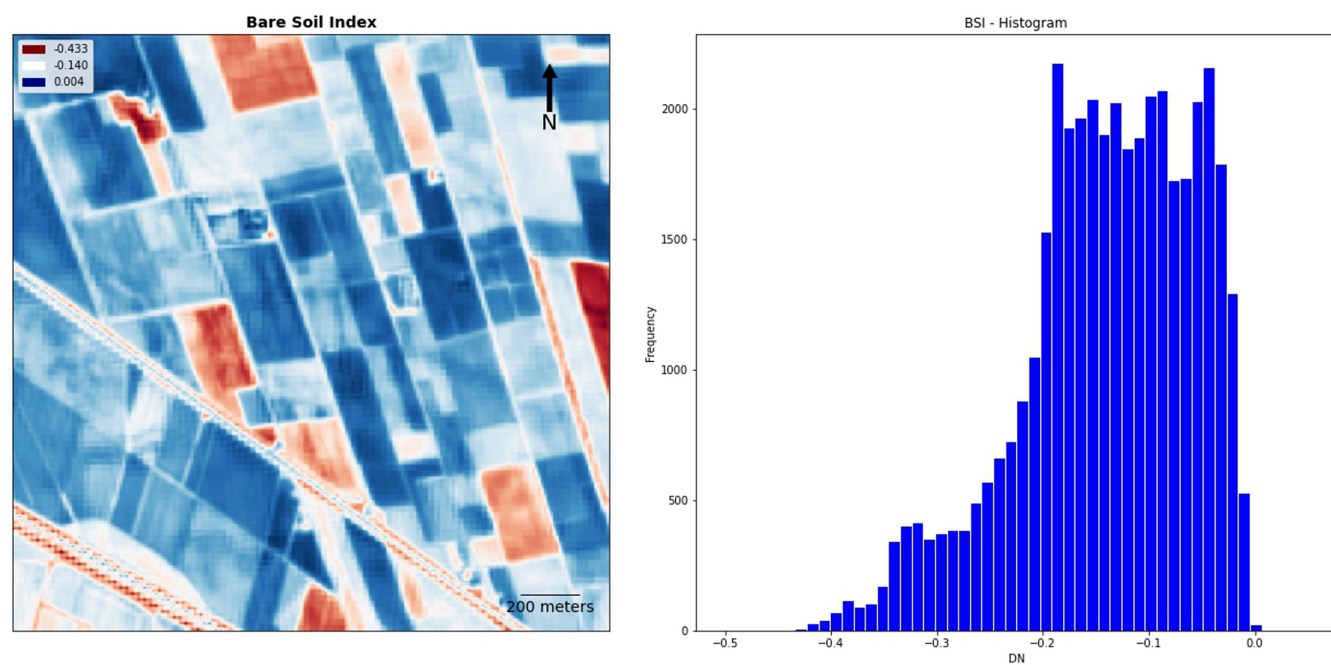 Bare Soil Index
-0.433
-0.140
0.004
N
200 meters
BSI - Histogram
Frequency
2000
1500
1000
500
0
−0.5
−0.4
−0.3
−0.2
−0.1
0.0
DN